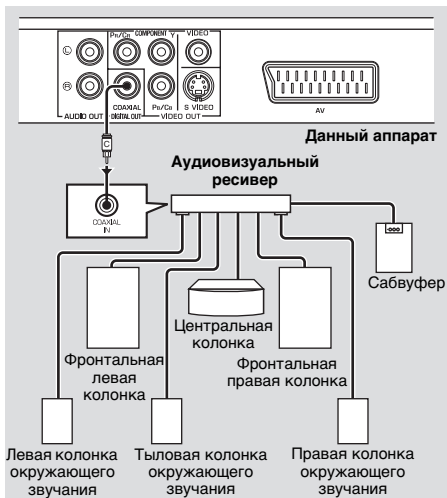 PR/CR COMPONENT Y VIDEO
L
R
COAXIAL PB/CB S VIDEO
AUDIO OUT DIGITAL OUT VIDEO OUT
AV
C
Данный аппарат
Аудиовизуальный
ресивер
COAXIAL
IN
Сабвуфер
Центральная
колонка
Фронтальная
левая
колонка
Фронтальная
правая колонка
Левая колонка
окружающего
звучания
Тыловая колонка
окружающего
звучания
Правая колонка
окружающего
звучания